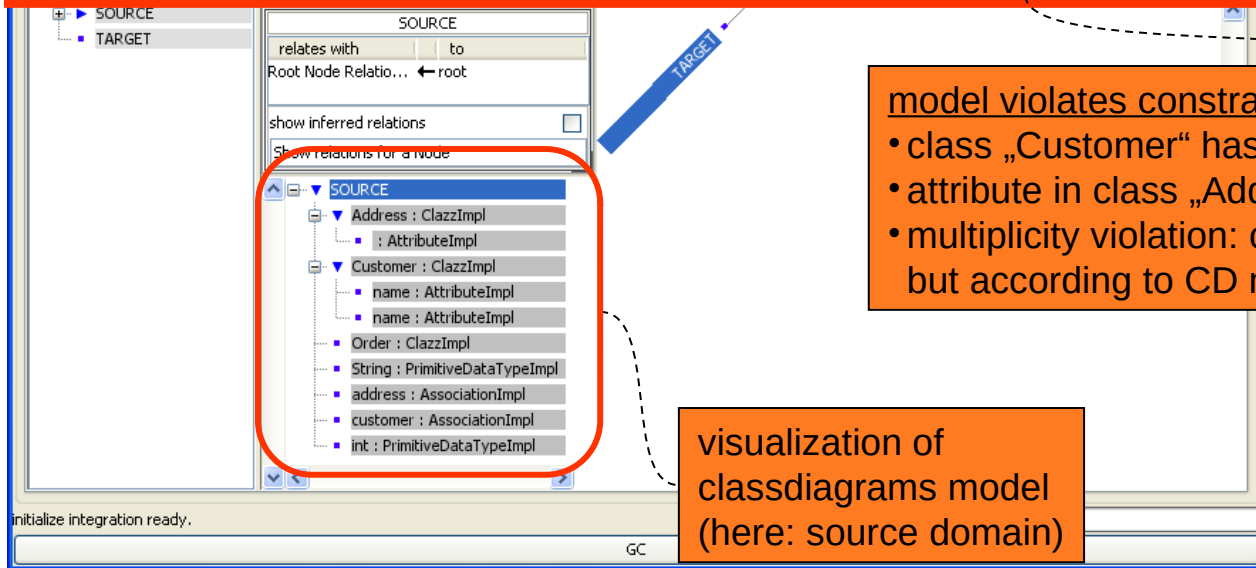 SOURCE
TARGET
SOURCE
relates with to
Root Node Relatio... root
show inferred relations
Show relations for a Node
TARGET
SOURCE
Address : ClazzImpl
: AttributeImpl
Customer : ClazzImpl
name : AttributeImpl
name : AttributeImpl
Order : ClazzImpl
String : PrimitiveDataTypeImpl
address : AssociationImpl
customer : AssociationImpl
int : PrimitiveDataTypeImpl
model violates constra
• class „Customer“ has
• attribute in class „Add
• multiplicity violation:
but according to CD
visualization of
classdiagrams model
(here: source domain)
initialize integration ready.
GC